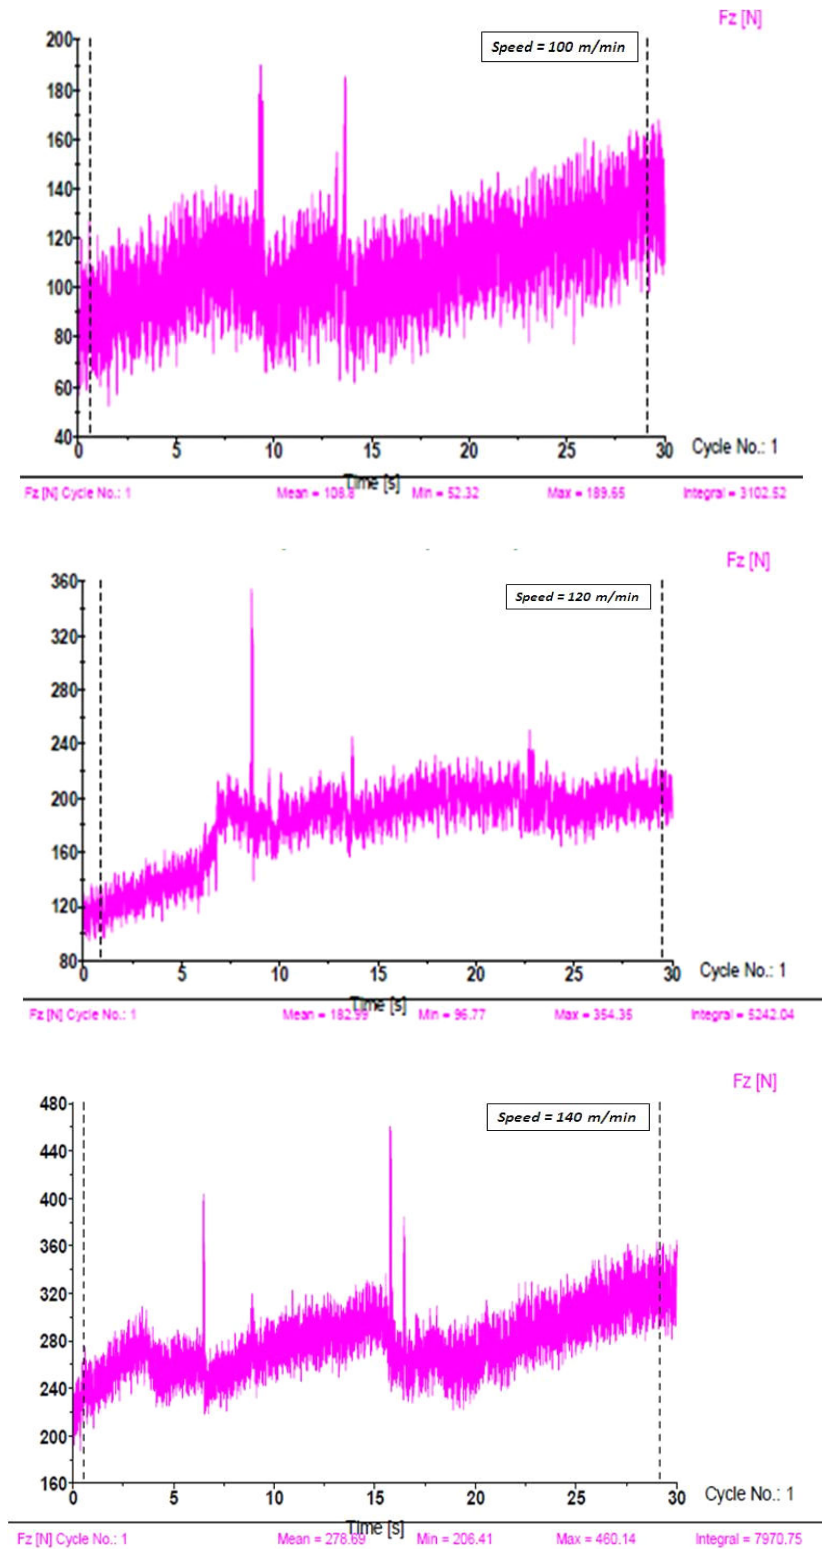 Fz [N]
Speed = 100 m/min
200
180
160
140
120
100
80
60
40
0 5 10 15 20 25 30
Cycle No.: 1
Time [s]
Fz [N] Cycle No.: 1 Mean = 108.8 Min = 52.32 Max = 189.65 Integral = 3102.52
Fz [N]
Speed = 120 m/min
360
320
280
240
200
160
120
80
0 5 10 15 20 25 30
Cycle No.: 1
Time [s]
Fz [N] Cycle No.: 1 Mean = 182.99 Min = 96.77 Max = 354.35 Integral = 5242.04
Fz [N]
Speed = 140 m/min
480
440
400
360
320
280
240
200
160
0 5 10 15 20 25 30
Cycle No.: 1
Time [s]
Fz [N] Cycle No.: 1 Mean = 278.69 Min = 206.41 Max = 460.14 Integral = 7970.75